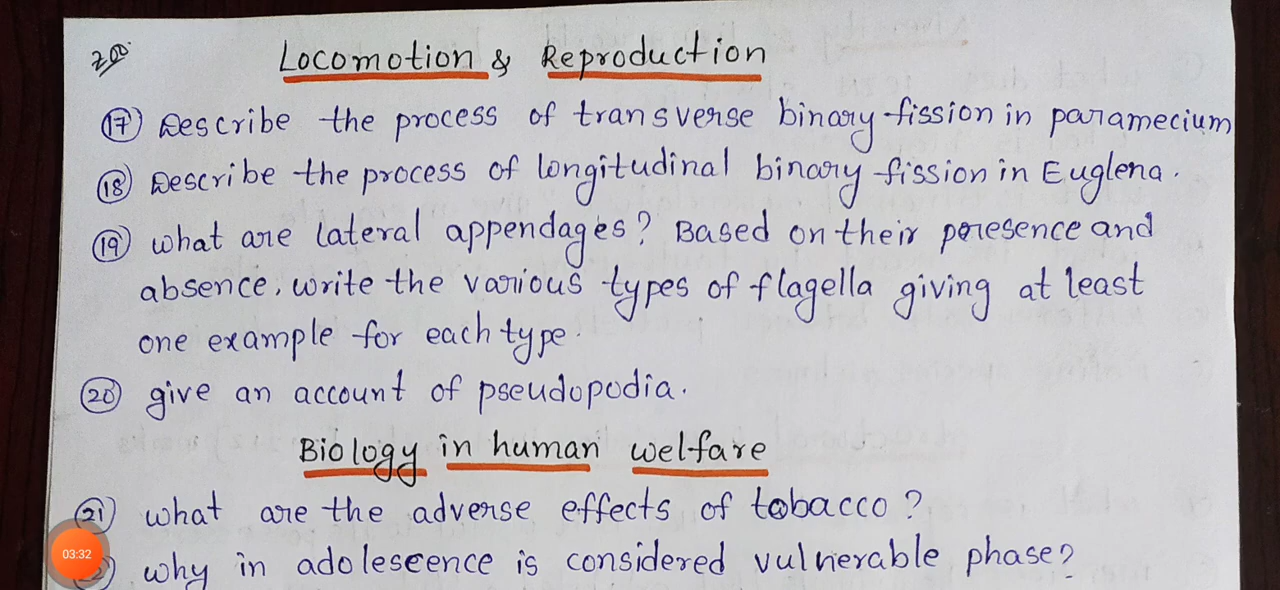 Locomotion & Reproduction
(17) Describe the process of transverse binary fission in paramecium
(18) Describe the process of longitudinal binary fission in Euglena.
(19) what are lateral appendages? Based on their presence and
absence, write the various types of flagella giving at least
one example for each type.
(20) give an account of pseudopodia.
Biology in human welfare
(21) what are the adverse effects of tobacco?
why in adolescence is considered vulnerable phase?
03:32